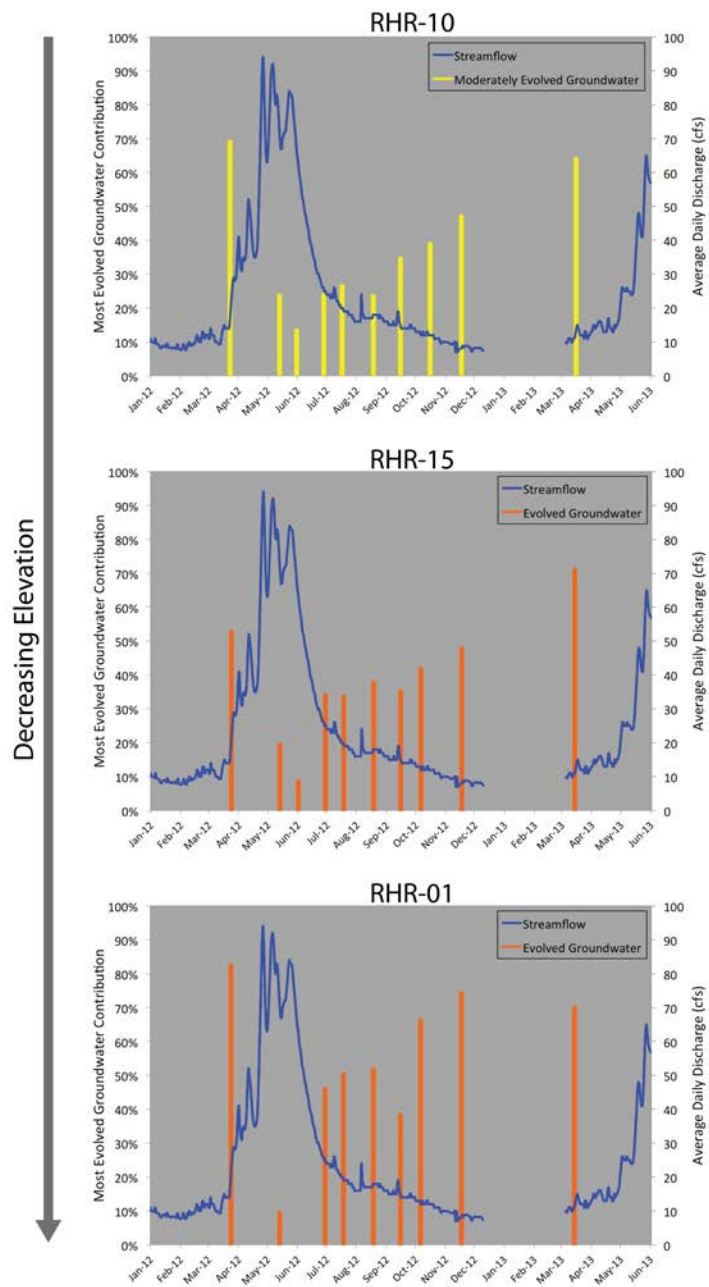 RHR-10
Streamflow
Moderately Evolved Groundwater
Most Evolved Groundwater Contribution
100%
90%
80%
70%
60%
50%
40%
30%
20%
10%
0%
100
90
80
70
60
50
40
30
20
10
0
Average Daily Discharge (cfs)
Jan-12
Feb-12
Mar-12
Apr-12
May-12
Jun-12
Jul-12
Aug-12
Sep-12
Oct-12
Nov-12
Dec-12
Jan-13
Feb-13
Mar-13
Apr-13
May-13
Jun-13
Decreasing Elevation
RHR-15
Streamflow
Evolved Groundwater
Most Evolved Groundwater Contribution
100%
90%
80%
70%
60%
50%
40%
30%
20%
10%
0%
100
90
80
70
60
50
40
30
20
10
0
Average Daily Discharge (cfs)
Jan-12
Feb-12
Mar-12
Apr-12
May-12
Jun-12
Jul-12
Aug-12
Sep-12
Oct-12
Nov-12
Dec-12
Jan-13
Feb-13
Mar-13
Apr-13
May-13
Jun-13
RHR-01
Streamflow
Evolved Groundwater
Most Evolved Groundwater Contribution
100%
90%
80%
70%
60%
50%
40%
30%
20%
10%
0%
100
90
80
70
60
50
40
30
20
10
0
Average Daily Discharge (cfs)
Jan-12
Feb-12
Mar-12
Apr-12
May-12
Jun-12
Jul-12
Aug-12
Sep-12
Oct-12
Nov-12
Dec-12
Jan-13
Feb-13
Mar-13
Apr-13
May-13
Jun-13